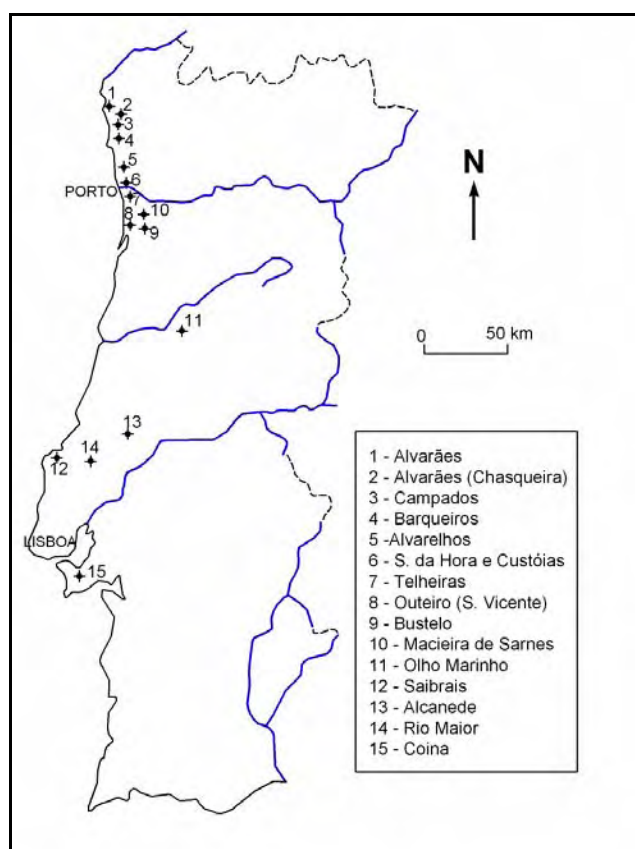 1
2
3
4
5
6
PORTO
7
10
8
9
N
11
0 50 km
13
12
14
LISBOA
15
1 - Alvarães
2 - Alvarães (Chasqueira)
3 - Campados
4 - Barqueiros
5 -Alvarelhos
6 - S. da Hora e Custóias
7 - Telheiras
8 - Outeiro (S. Vicente)
9 - Bustelo
10 - Macieira de Sarnes
11 - Olho Marinho
12 - Saibrais
13 - Alcanede
14 - Rio Maior
15 - Coina